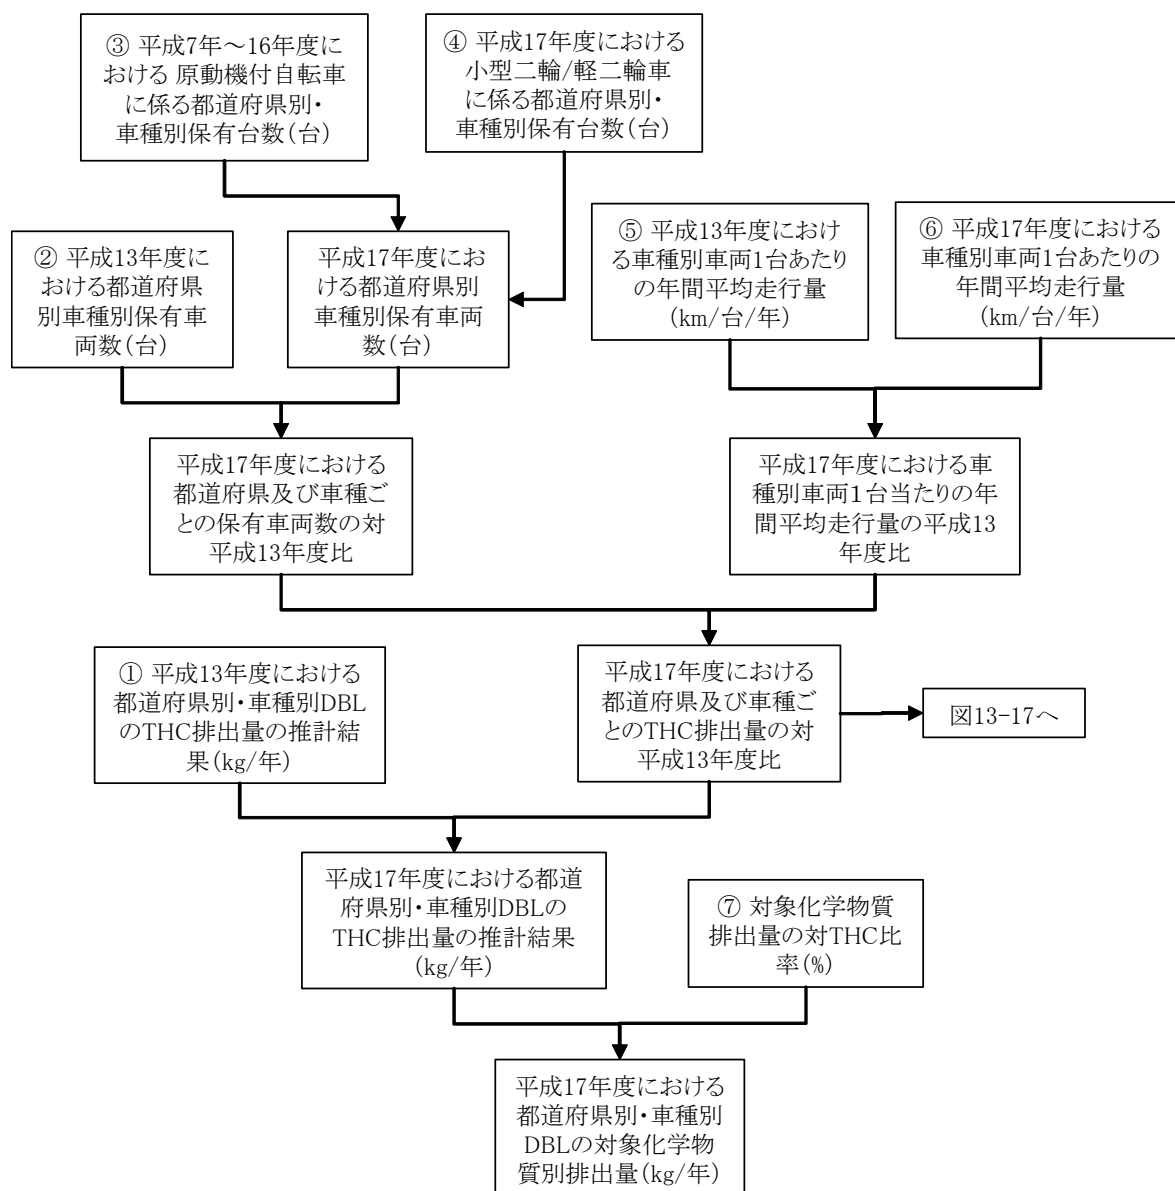 ③ 平成7年～16年度に
おける 原動機付自転車
に係る都道府県別・
車種別保有台数(台)
④ 平成17年度における
小型二輪/軽二輪車
に係る都道府県別・
車種別保有台数(台)
② 平成13年度に
おける都道府県
別車種別保有車
両数(台)
平成17年度にお
ける都道府県別
車種別保有車両
数(台)
⑤ 平成13年度におけ
る車種別車両1台あたり
の年間平均走行量
(km/台/年)
⑥ 平成17年度における
車種別車両1台あたりの
年間平均走行量
(km/台/年)
平成17年度における
都道府県及び車種ご
との保有車両数の対
平成13年度比
平成17年度における車
種別車両１台当たりの年
間平均走行量の平成13
年度比
① 平成13年度における
都道府県別・車種別DBL
のTHC排出量の推計結
果(kg/年)
平成17年度における
都道府県及び車種ご
とのTHC排出量の対
平成13年度比
図13-17へ
平成17年度における都道
府県別・車種別DBLの
THC排出量の推計結果
(kg/年)
⑦ 対象化学物質
排出量の対THC比
率(%)
平成17年度における
都道府県別・車種別
DBLの対象化学物
質別排出量(kg/年)